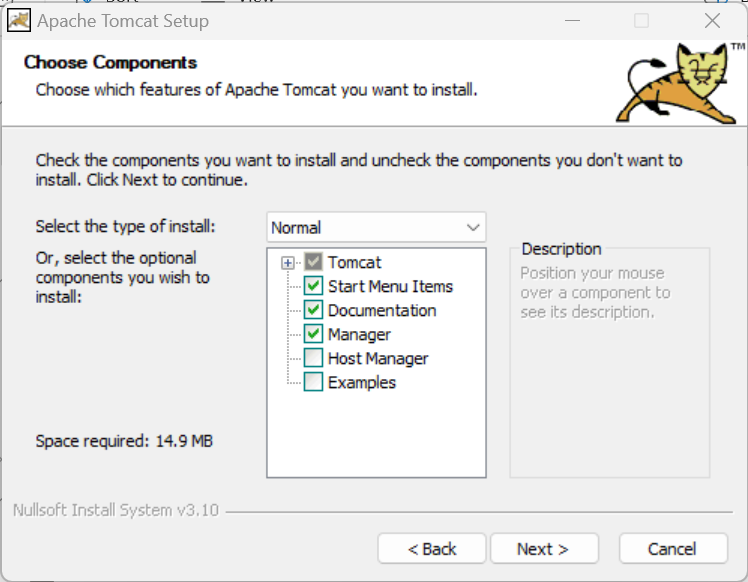 Apache Tomcat Setup
Choose Components
Choose which features of Apache Tomcat you want to install.
TM
Check the components you want to install and uncheck the components you don't want to
install. Click Next to continue.
Select the type of install:
Normal
Or, select the optional
components you wish to
install:
Tomcat
Start Menu Items
Documentation
Manager
Host Manager
Examples
Description
Position your mouse
over a component to
see its description.
Space required: 14.9 MB
Nullsoft Install System v3.10
< Back
Next >
Cancel